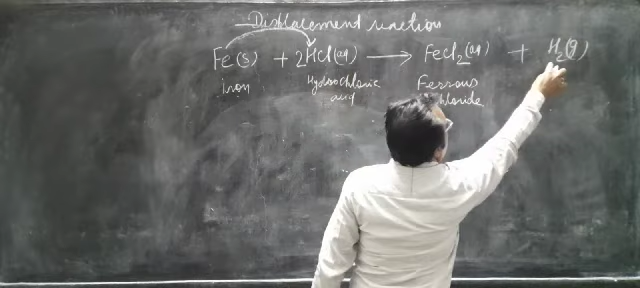 Displacement reaction
Fe(s) + 2HCl(aq) → FeCl₂(aq) + H₂(g)
iron Hydrochloric Ferrous
acid chloride